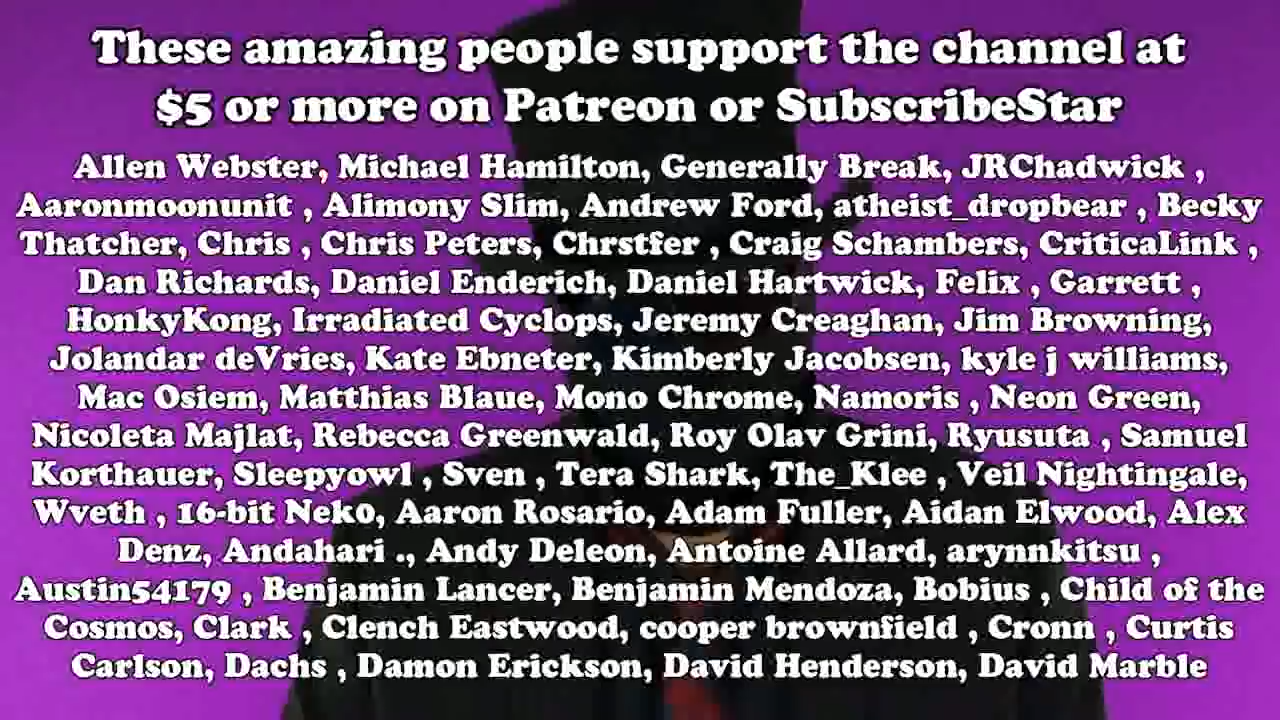 These amazing people support the channel at
$5 or more on Patreon or SubscribeStar
Allen Webster, Michael Hamilton, Generally Break, JRChadwick ,
Aaronmoonunit , Alimony Slim, Andrew Ford, atheist_dropbear , Becky
Thatcher, Chris , Chris Peters, Chrstfer , Craig Schambers, CriticaLink ,
Dan Richards, Daniel Enderich, Daniel Hartwick, Felix , Garrett ,
HonkyKong, Irradiated Cyclops, Jeremy Creaghan, Jim Browning,
Jolandar deVries, Kate Ebneter, Kimberly Jacobsen, kyle j williams,
Mac Osiem, Matthias Blaue, Mono Chrome, Namoris , Neon Green,
Nicoleta Majlat, Rebecca Greenwald, Roy Olav Grini, Ryusuta , Samuel
Korthauer, Sleepyowl , Sven , Tera Shark, The_Klee , Veil Nightingale,
Wveth , 16-bit Nek0, Aaron Rosario, Adam Fuller, Aidan Elwood, Alex
Denz, Andahari ., Andy Deleon, Antoine Allard, arynnkitsu ,
Austin54179 , Benjamin Lancer, Benjamin Mendoza, Bobius , Child of the
Cosmos, Clark , Clench Eastwood, cooper brownfield , Cronn , Curtis
Carlson, Dachs , Damon Erickson, David Henderson, David Marble